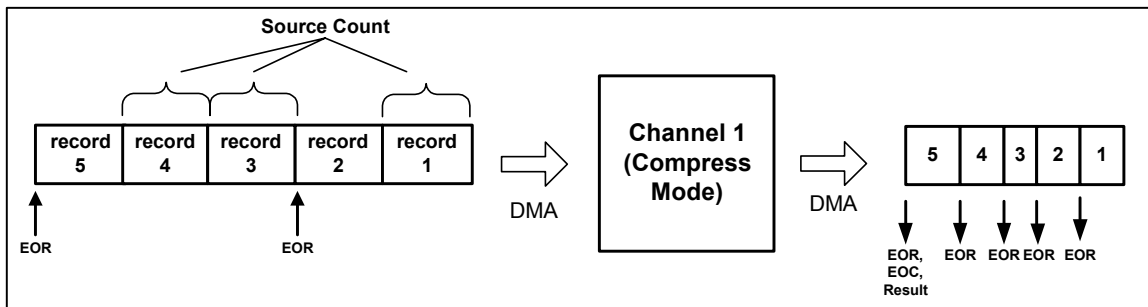 Source Count
record 5
record 4
record 3
record 2
record 1
EOR
EOR
DMA
Channel 1
(Compress
Mode)
DMA
5
4
3
2
1
EOR,
EOC,
Result
EOR
EOR
EOR
EOR